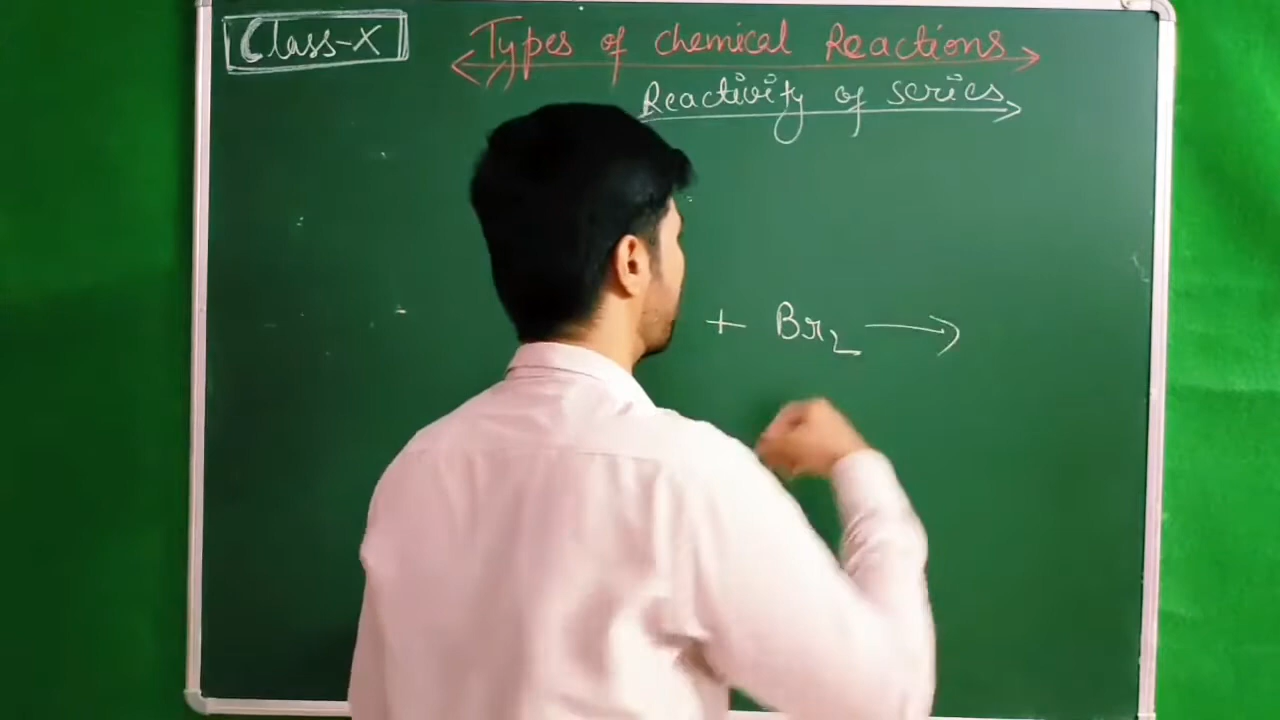 Class-X
Types of chemical Reactions
Reactivity of series
+ Br₂ →